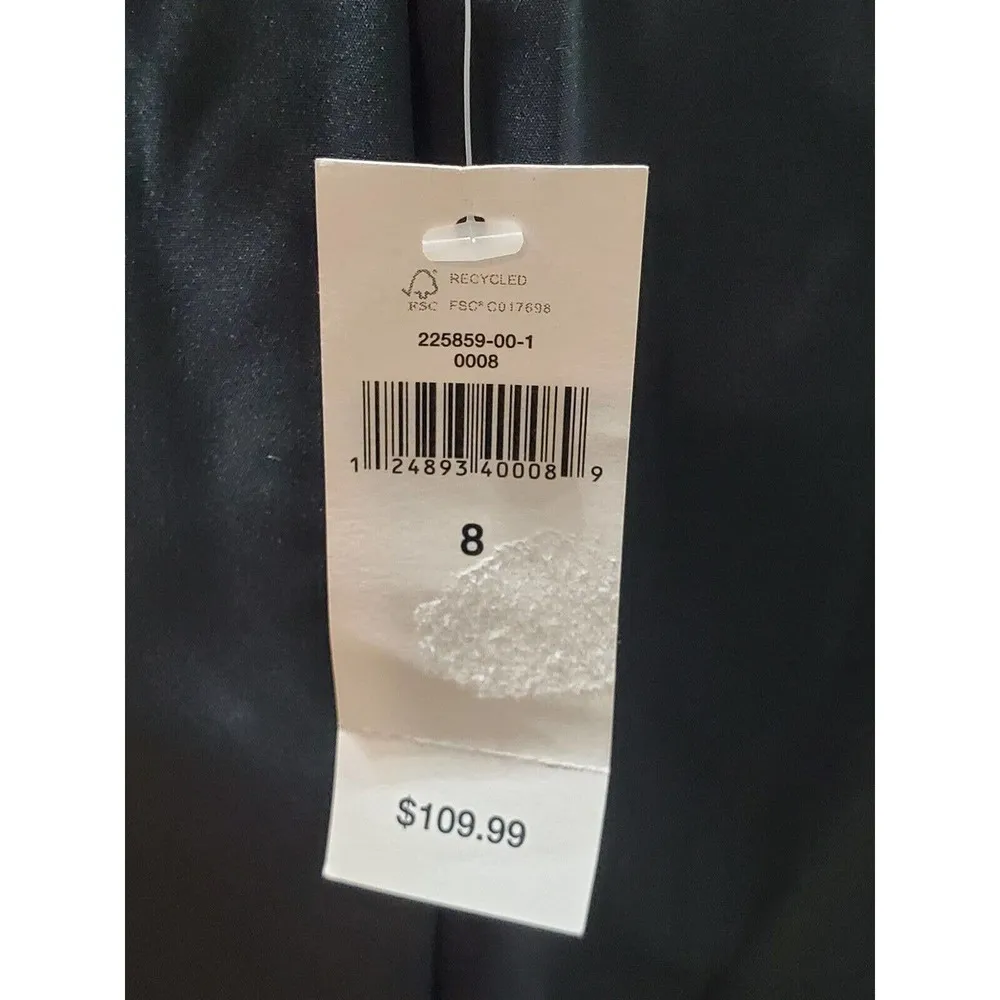 RECYCLED
FSC FSC® C017698
225859-00-1
0008
1 24893 40008 9
8
$109.99